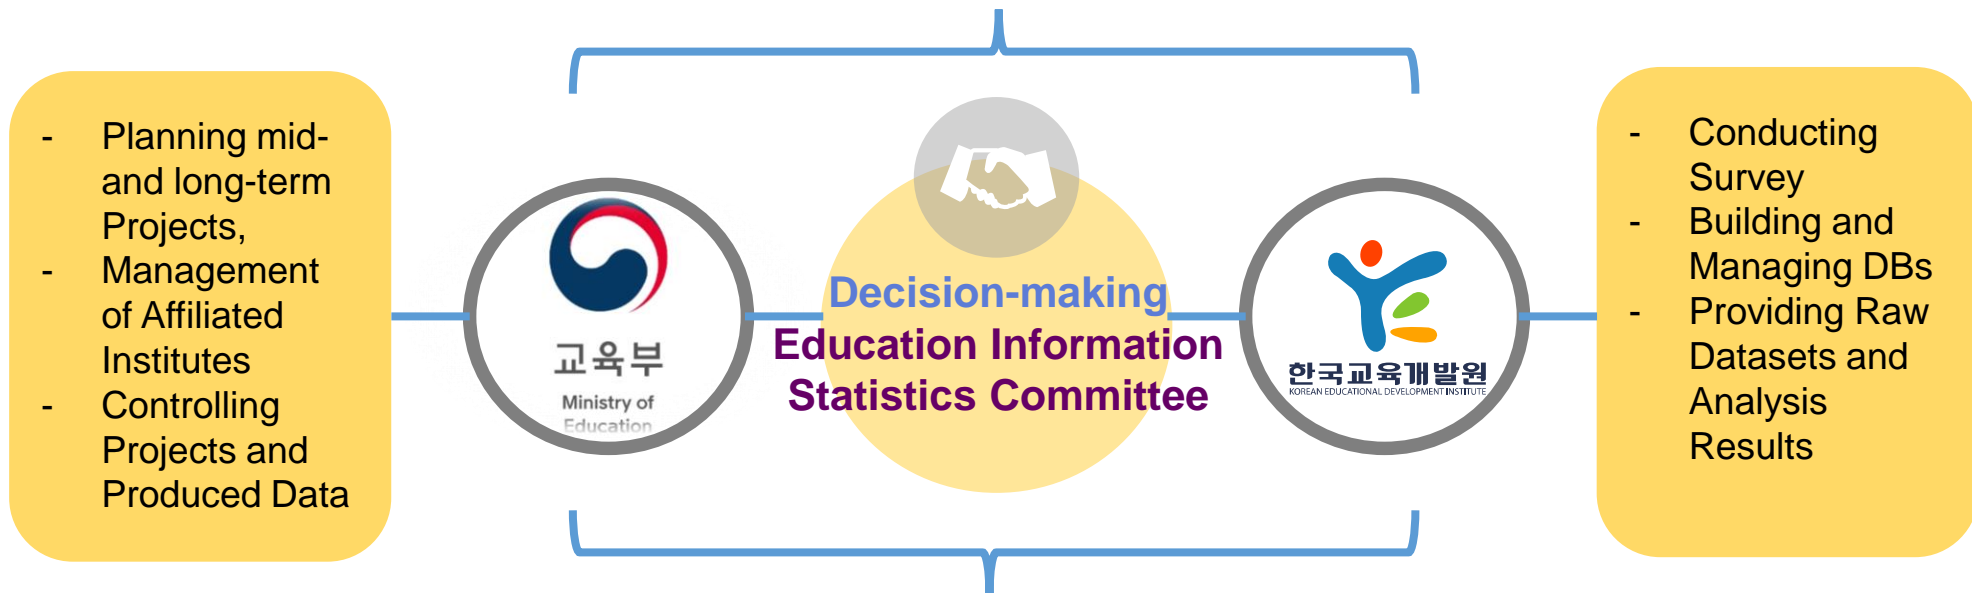 - Planning mid-
and long-term
Projects,
- Management
of Affiliated
Institutes
- Controlling
Projects and
Produced Data
교육부
Ministry of
Education
Decision-making
Education Information
Statistics Committee
한국교육개발원
KOREAN EDUCATIONAL DEVELOPMENT INSTITUTE
- Conducting
Survey
- Building and
Managing DBs
- Providing Raw
Datasets and
Analysis
Results